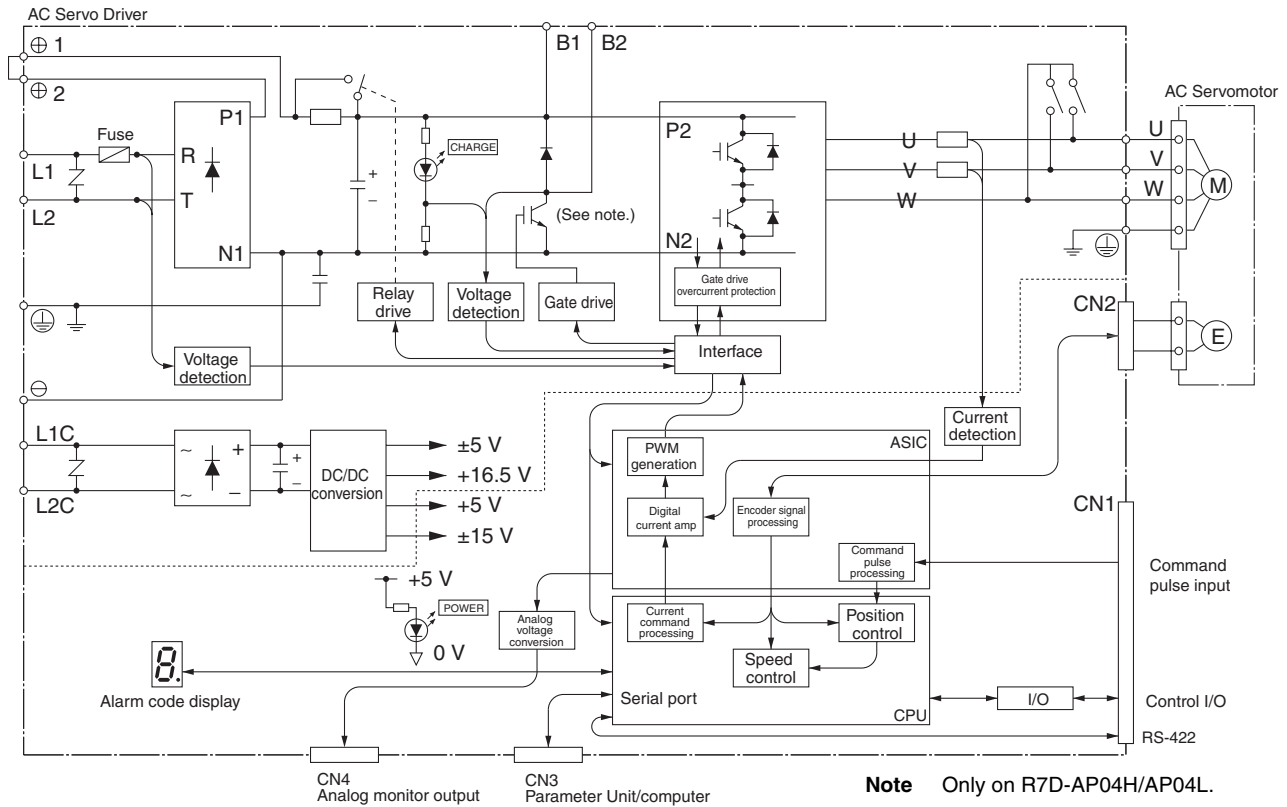 AC Servo Driver
⊕ 1
⊕ 2
B1 B2
AC Servomotor
Fuse
P1
R
T
N1
L1
L2
CHARGE
+
–
(See note.)
P2
N2
Gate drive
overcurrent protection
U
V
W
U
V
W
M
Relay
drive
Voltage
detection
Gate drive
Interface
CN2
E
Voltage
detection
⊖
L1C
L2C
~
~
+
–
+
–
DC/DC
conversion
±5 V
+16.5 V
+5 V
±15 V
Current
detection
ASIC
PWM
generation
Digital
current amp
Encoder signal
processing
Command
pulse
processing
CN1
Command
pulse input
+5 V
POWER
0 V
Analog
voltage
conversion
Current
command
processing
Position
control
Speed
control
8.
Alarm code display
Serial port
CPU
I/O
Control I/O
RS-422
CN4
Analog monitor output
CN3
Parameter Unit/computer
Note Only on R7D-AP04H/AP04L.